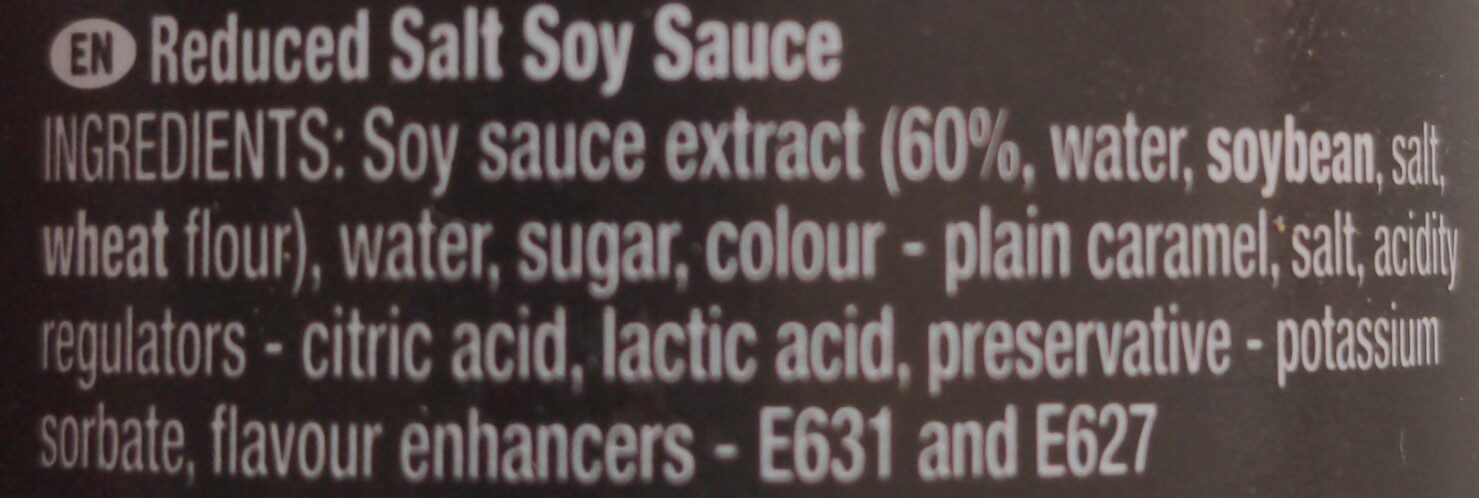 EN Reduced Salt Soy Sauce
INGREDIENTS: Soy sauce extract (60%, water, soybean, salt,
wheat flour), water, sugar, colour - plain caramel, salt, acidity
regulators - citric acid, lactic acid, preservative - potassium
sorbate, flavour enhancers - E631 and E627